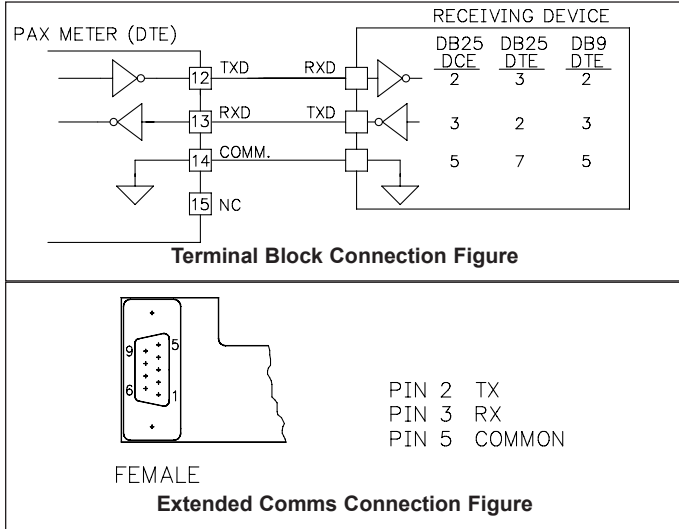 RECEIVING DEVICE
PAX METER (DTE)
DB25 DB25 DB9
DCE DTE DTE
12 TXD RXD 2 3 2
13 RXD TXD 3 2 3
14 COMM. 5 7 5
15 NC
Terminal Block Connection Figure
9 5
6 1
PIN 2 TX
PIN 3 RX
PIN 5 COMMON
FEMALE
Extended Comms Connection Figure